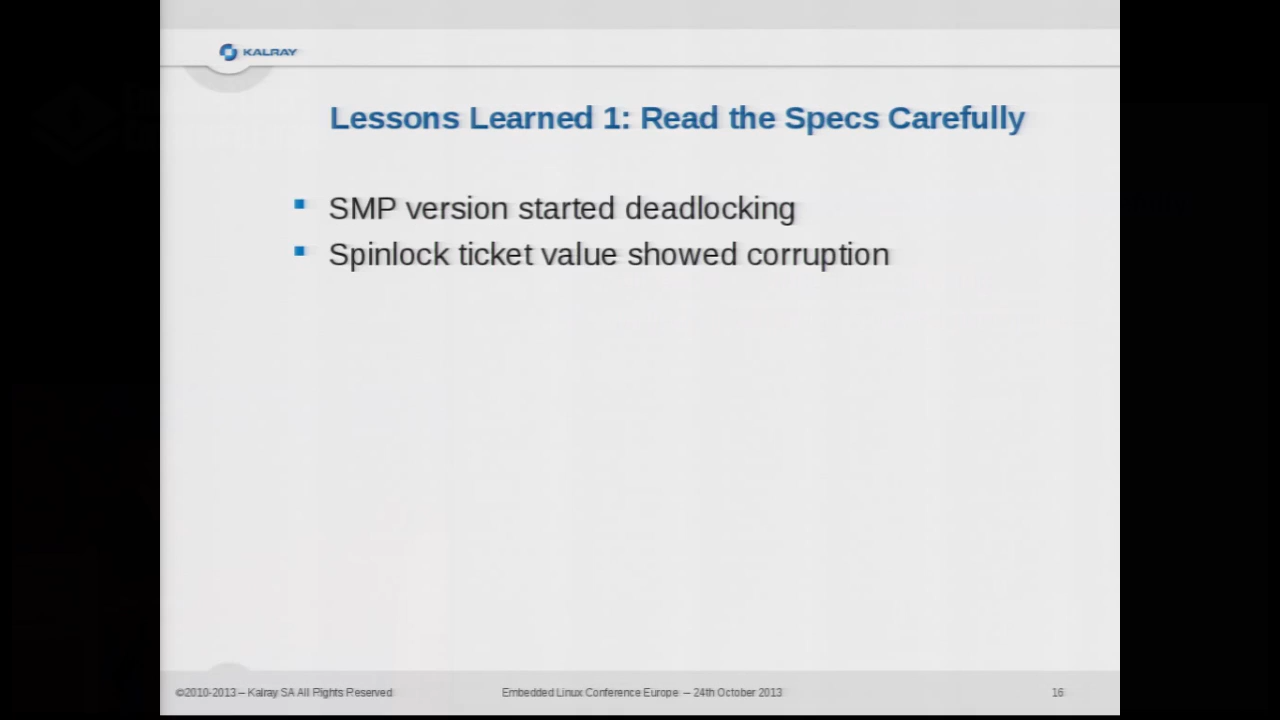 KALRAY
Lessons Learned 1: Read the Specs Carefully
SMP version started deadlocking
Spinlock ticket value showed corruption
©2010-2013 – Kalray SA All Rights Reserved
Embedded Linux Conference Europe – 24th October 2013
16